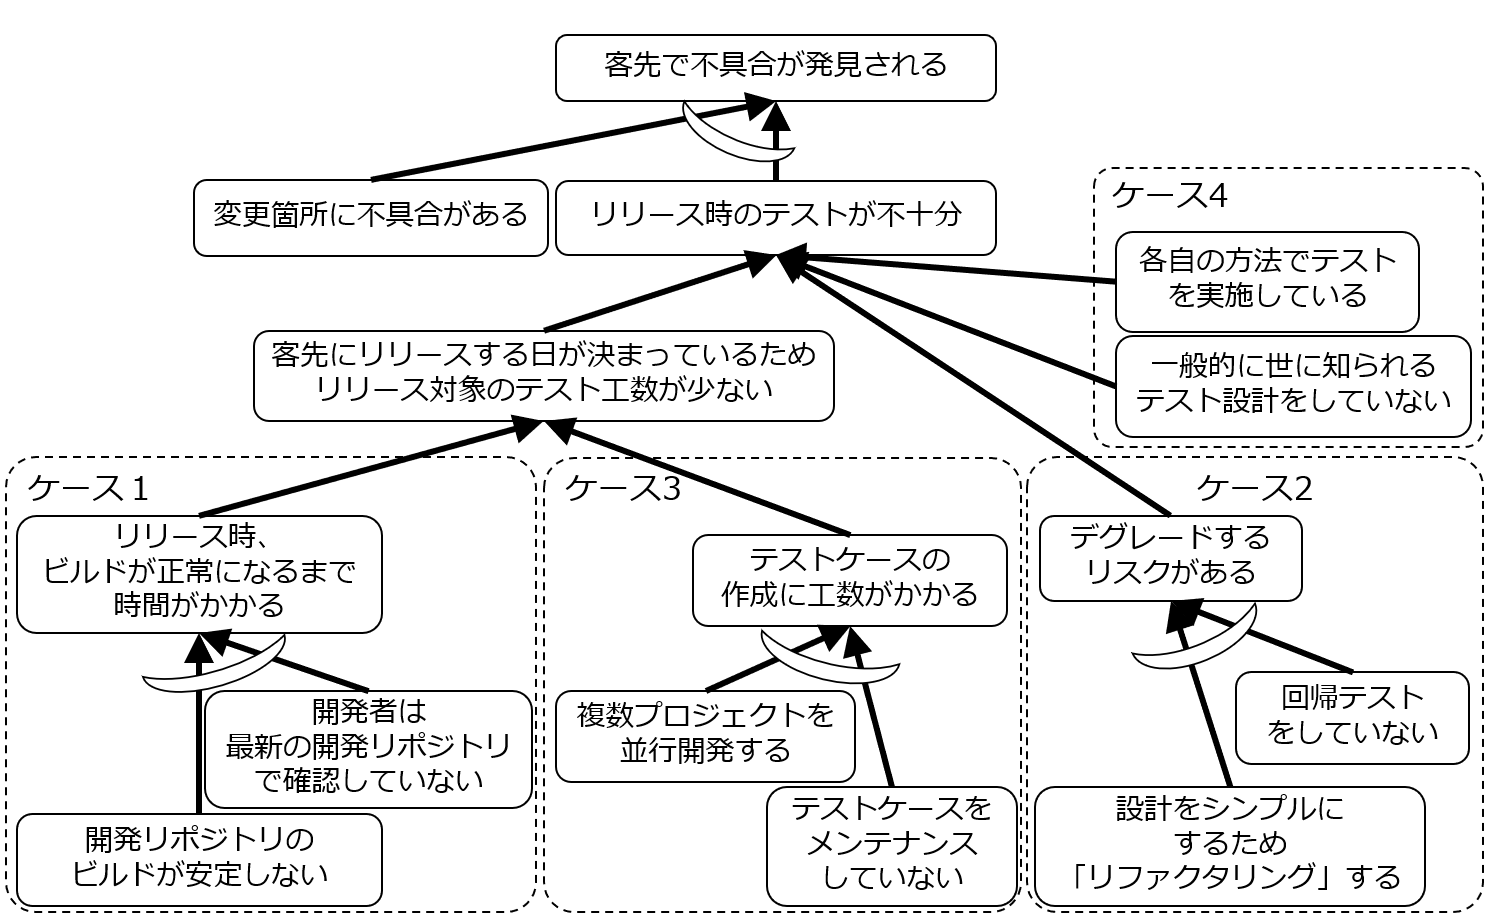 客先で不具合が発見される
変更箇所に不具合がある
リリース時のテストが不十分
ケース4
各自の方法でテスト
を実施している
一般的に世に知られる
テスト設計をしていない
客先にリリースする日が決まっているため
リリース対象のテスト工数が少ない
ケース１
リリース時、
ビルドが正常になるまで
時間がかかる
開発者は
最新の開発リポジトリ
で確認していない
開発リポジトリの
ビルドが安定しない
ケース3
テストケースの
作成に工数がかかる
複数プロジェクトを
並行開発する
テストケースを
メンテナンス
していない
ケース2
デグレードする
リスクがある
回帰テスト
をしていない
設計をシンプルに
するため
「リファクタリング」する